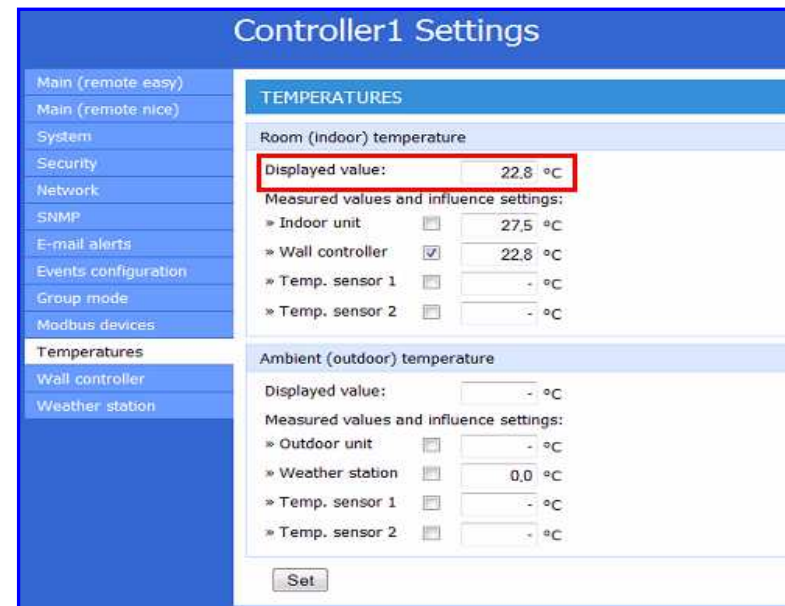 Controller1 Settings
Main (remote easy)
Main (remote nice)
System
Security
Network
SNMP
E-mail alerts
Events configuration
Group mode
Modbus devices
Temperatures
Wall controller
Weather station
TEMPERATURES
Room (indoor) temperature
Displayed value: 22,8 °C
Measured values and influence settings:
» Indoor unit 27,5 °C
» Wall controller 22,8 °C
» Temp. sensor 1 - °C
» Temp. sensor 2 - °C
Ambient (outdoor) temperature
Displayed value: - °C
Measured values and influence settings:
» Outdoor unit - °C
» Weather station 0,0 °C
» Temp. sensor 1 - °C
» Temp. sensor 2 - °C
Set